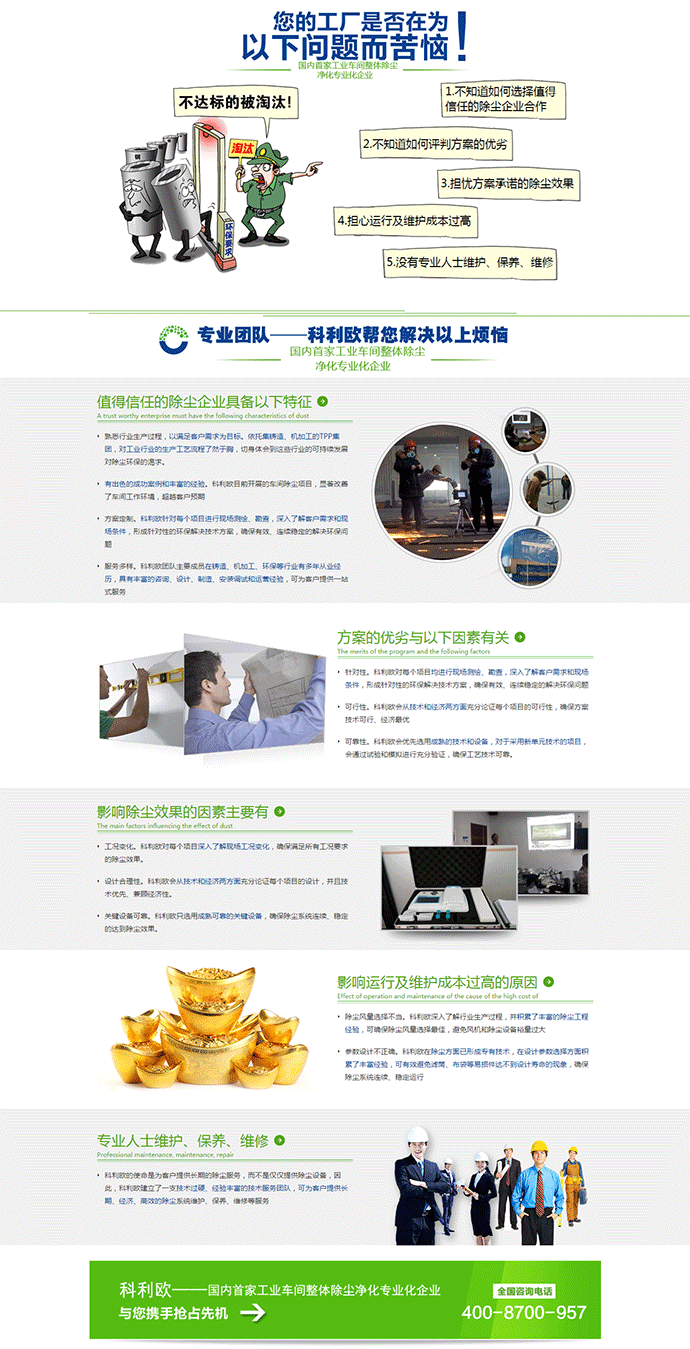 您的工厂是否在为
以下问题而苦恼！
国内首家工业车间整体除尘
净化专业化企业
不达标的被淘汰！
淘汰
钢
环保要求
1.不知道如何选择值得
信任的除尘企业合作
2.不知道如何评判方案的优劣
3.担忧方案承诺的除尘效果
4.担心运行及维护成本过高
5.没有专业人士维护、保养、维修
专业团队——科利欧帮您解决以上烦恼
国内首家工业车间整体除尘
净化专业化企业
值得信任的除尘企业具备以下特征
A trust worthy enterprise must have the following characteristics of dust
熟悉行业生产过程，以满足客户需求为目标。依托集铸造、机加工的TPP集
团，对工业行业的生产工艺流程了然于胸，切身体会到这些行业的可持续发展
对除尘环保的渴求。
有出色的成功案例和丰富的经验。科利欧目前开展的车间除尘项目，显著改善
了车间工作环境，超越客户预期
方案定制。科利欧针对每个项目进行现场测绘、勘查，深入了解客户需求和现
场条件，形成针对性的环保解决技术方案，确保有效、连续稳定的解决环保问
题
服务多样。科利欧团队主要成员在铸造、机加工、环保等行业有多年从业经
历，具有丰富的咨询、设计、制造、安装调试和运营经验，可为客户提供一站
式服务
方案的优劣与以下因素有关
The merits of the program and the following factors
针对性。科利欧对每个项目均进行现场测绘、勘查，深入了解客户需求和现场
条件，形成针对性的环保解决技术方案，确保有效、连续稳定的解决环保问题
可行性。科利欧会从技术和经济两方面充分论证每个项目的可行性，确保方案
技术可行、经济最优
可靠性。科利欧会优先选用成熟的技术和设备，对于采用新单元技术的项目，
会通过试验和模拟进行充分验证，确保工艺技术可靠。
影响除尘效果的因素主要有
The main factors influencing the effect of dust
工况变化。科利欧对每个项目深入了解现场工况变化，确保满足所有工况要求
的除尘效果。
设计合理性。科利欧会从技术和经济两方面充分论证每个项目的设计，并且技
术优先、兼顾经济性。
关键设备可靠。科利欧只选用成熟可靠的关键设备，确保除尘系统连续、稳定
的达到除尘效果。
影响运行及维护成本过高的原因
Effect of operation and maintenance of the cause of the high cost of
除尘风量选择不当。科利欧深入了解行业生产过程，并积累了丰富的除尘工程
经验，可确保除尘风量选择最佳，避免风机和除尘设备裕量过大
参数设计不正确。科利欧在除尘方面已形成专有技术，在设计参数选择方面积
累了丰富经验，可有效避免滤筒、布袋等易损件达不到设计寿命的现象，确保
除尘系统连续、稳定运行
专业人士维护、保养、维修
Professional maintenance, maintenance, repair
科利欧的使命是为客户提供长期的除尘服务，而不是仅仅提供除尘设备，因
此，科利欧建立了一支技术过硬、经验丰富的技术服务团队，可为客户提供长
期、经济、高效的除尘系统维护、保养、维修等服务
科利欧——国内首家工业车间整体除尘净化专业化企业
与您携手抢占先机
全国咨询电话
400-8700-957